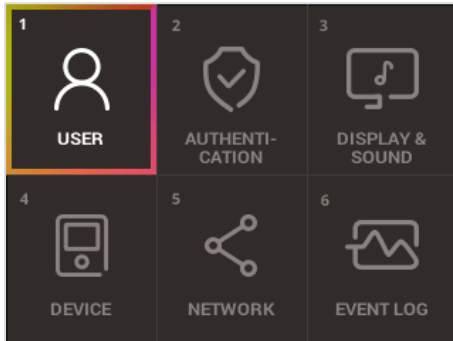 1
USER
2
AUTHENTI-
CATION
3
DISPLAY &
SOUND
4
DEVICE
5
NETWORK
6
EVENT LOG